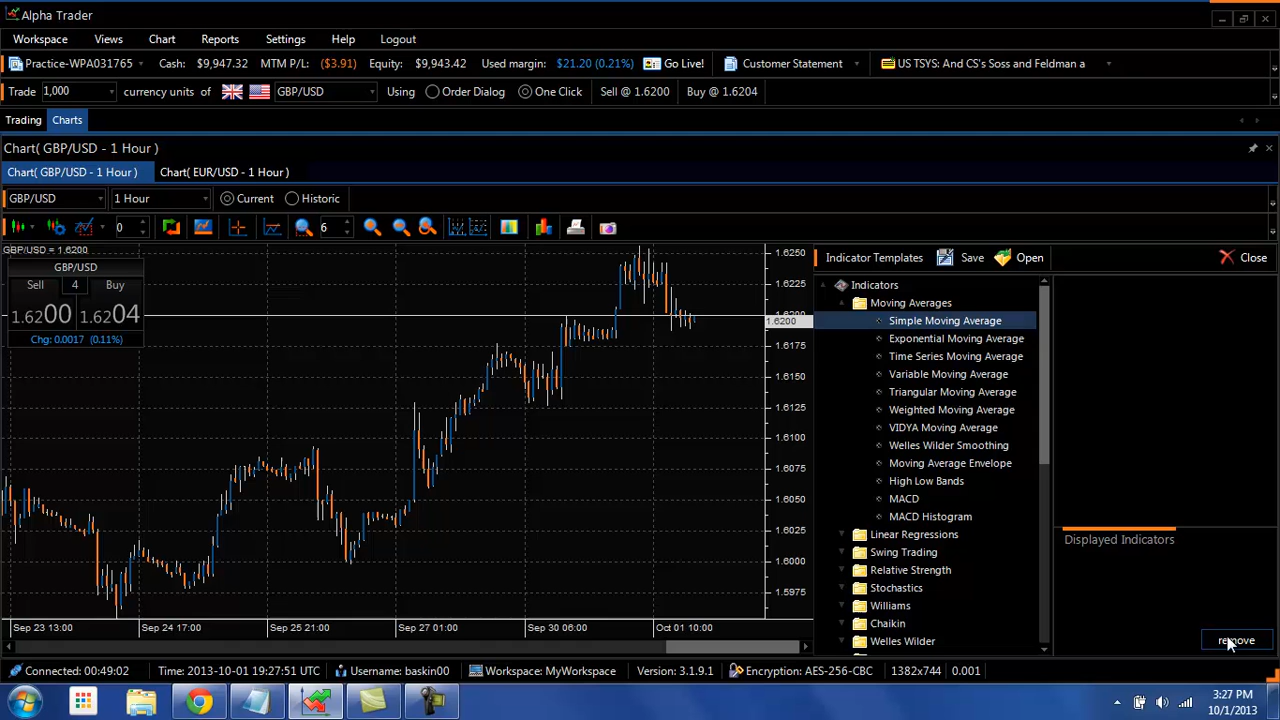 Alpha Trader
Workspace Views Chart Reports Settings Help Logout
Practice-WPA031765 Cash: $9,947.32 MTM P/L: ($3.91) Equity: $9,943.42 Used margin: $21.20 (0.21%) Go Live! Customer Statement US TSYS: And CS's Soss and Feldman a
Trade 1,000 currency units of GBP/USD Using Order Dialog One Click Sell @ 1.6200 Buy @ 1.6204
Trading Charts
Chart( GBP/USD - 1 Hour )
Chart( GBP/USD - 1 Hour ) Chart( EUR/USD - 1 Hour )
GBP/USD 1 Hour Current Historic
0 6
GBP/USD = 1.6200
GBP/USD
Sell 4 Buy
1.6200 1.6204
Chg: 0.0017 (0.11%)
1.6250
1.6225
1.6200
1.6200
1.6175
1.6150
1.6125
1.6100
1.6075
1.6050
1.6025
1.6000
1.5975
Sep 23 13:00 Sep 24 17:00 Sep 25 21:00 Sep 27 01:00 Sep 30 06:00 Oct 01 10:00
Indicator Templates Save Open Close
Indicators
Moving Averages
Simple Moving Average
Exponential Moving Average
Time Series Moving Average
Variable Moving Average
Triangular Moving Average
Weighted Moving Average
VIDYA Moving Average
Welles Wilder Smoothing
Moving Average Envelope
High Low Bands
MACD
MACD Histogram
Linear Regressions
Swing Trading
Relative Strength
Stochastics
Williams
Chaikin
Welles Wilder
Displayed Indicators
remove
Connected: 00:49:02 Time: 2013-10-01 19:27:51 UTC Username: baskin00 Workspace: MyWorkspace Version: 3.1.9.1 Encryption: AES-256-CBC 1382x744 0.001
3:27 PM
10/1/2013